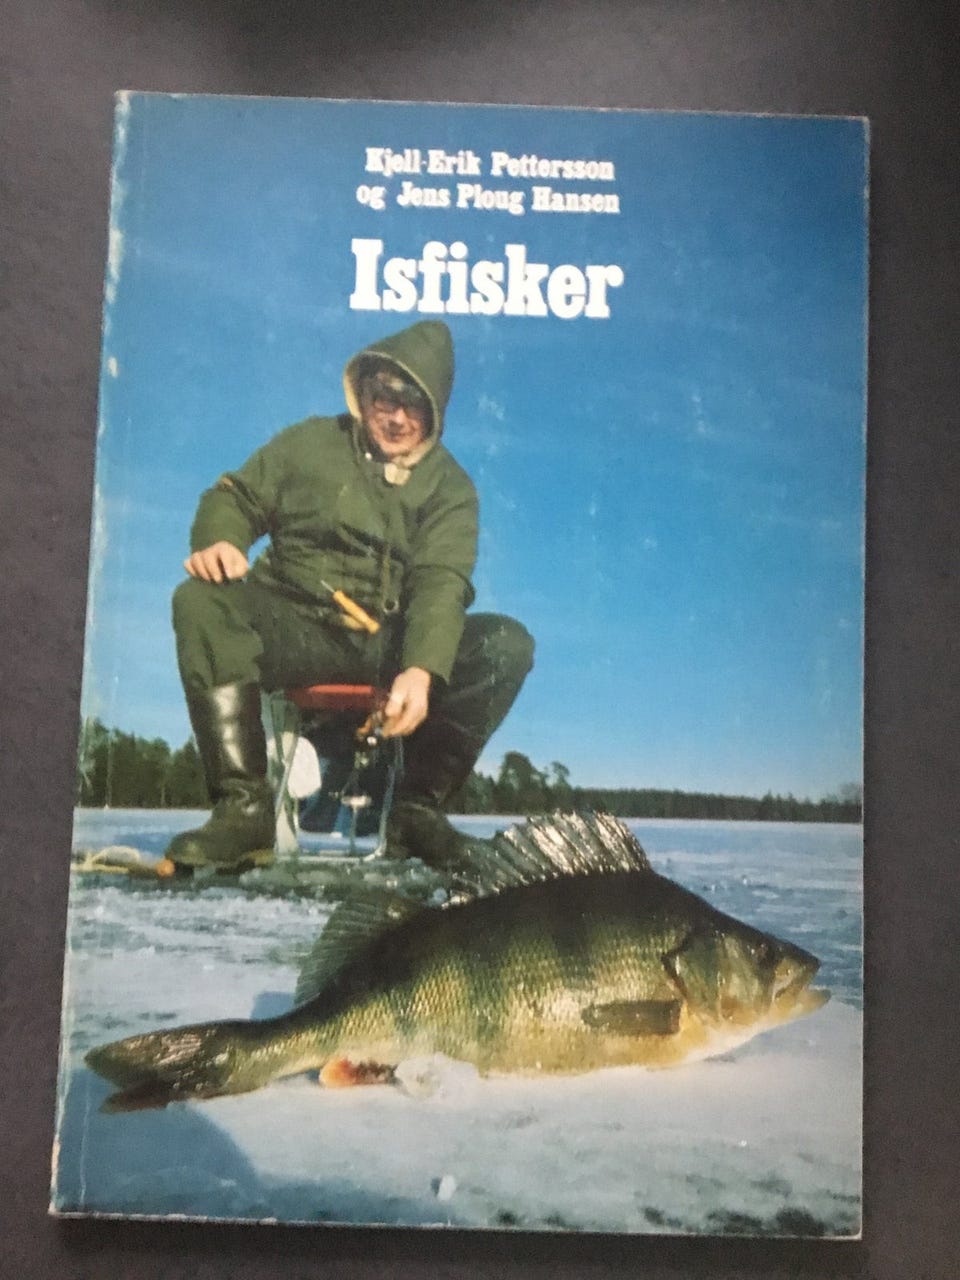 Kjell-Erik Pettersson
og Jens Ploug Hansen
Isfisker